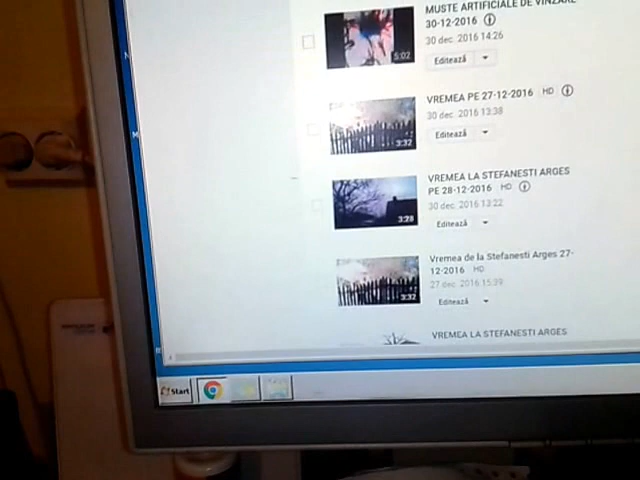 MUSTE ARTIFICIALE DE VINZARE
30-12-2016
30 dec. 2016 14:26
5:02
Editează
VREMEA PE 27-12-2016 HD
30 dec. 2016 13:38
3:32
Editează
VREMEA LA STEFANESTI ARGES
PE 28-12-2016 HD
30 dec. 2016 13:22
3:28
Editează
Vremea de la Stefanesti Arges 27-
12-2016 HD
27 dec. 2016 15:39
3:32
Editează
VREMEA LA STEFANESTI ARGES
Start